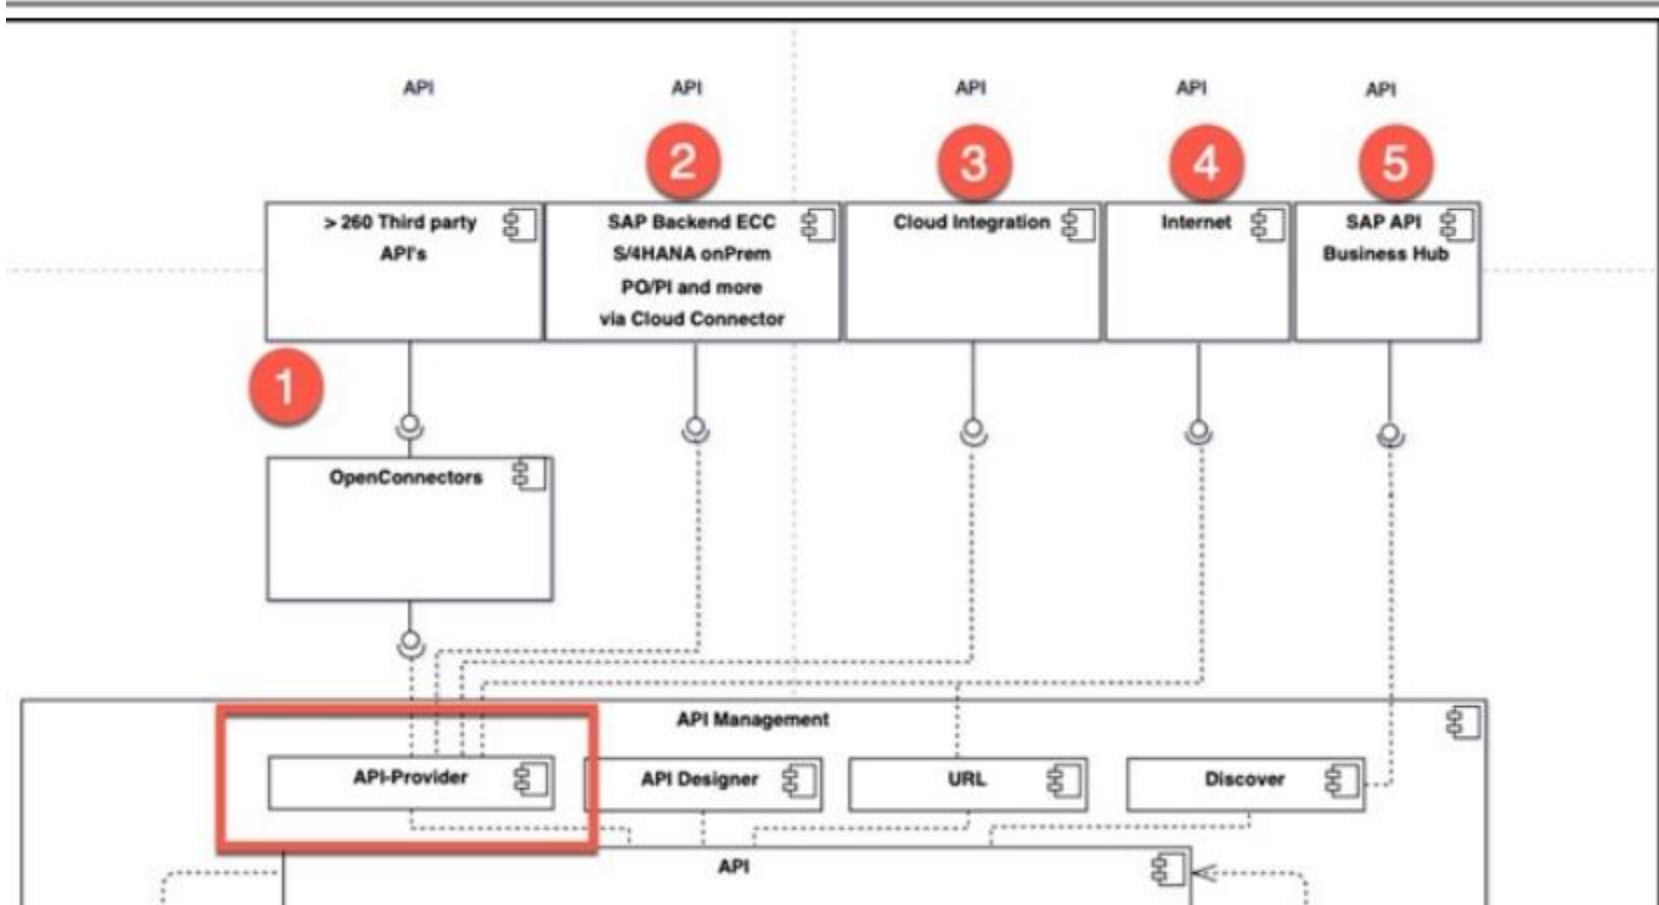 API
API
API
API
API
2
3
4
5
> 260 Third party
API's
SAP Backend ECC
S/4HANA onPrem
PO/PI and more
via Cloud Connector
Cloud Integration
Internet
SAP API
Business Hub
1
OpenConnectors
API Management
API-Provider
API Designer
URL
Discover
API